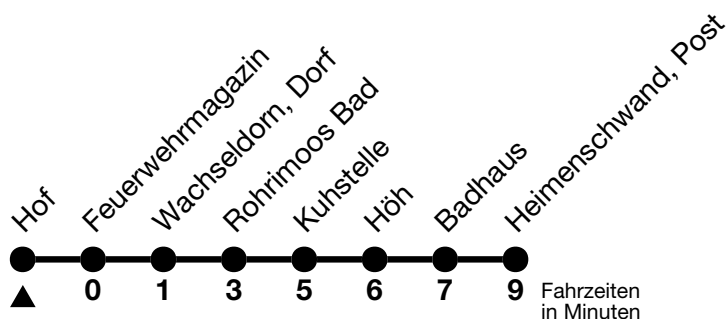 Hof
Feuerwehrmagazin
Wachseldorn, Dorf
Rohrimoos Bad
Kuhstelle
Höh
Badhaus
Heimenschwand, Post
0 1 3 5 6 7 9 Fahrzeiten
in Minuten